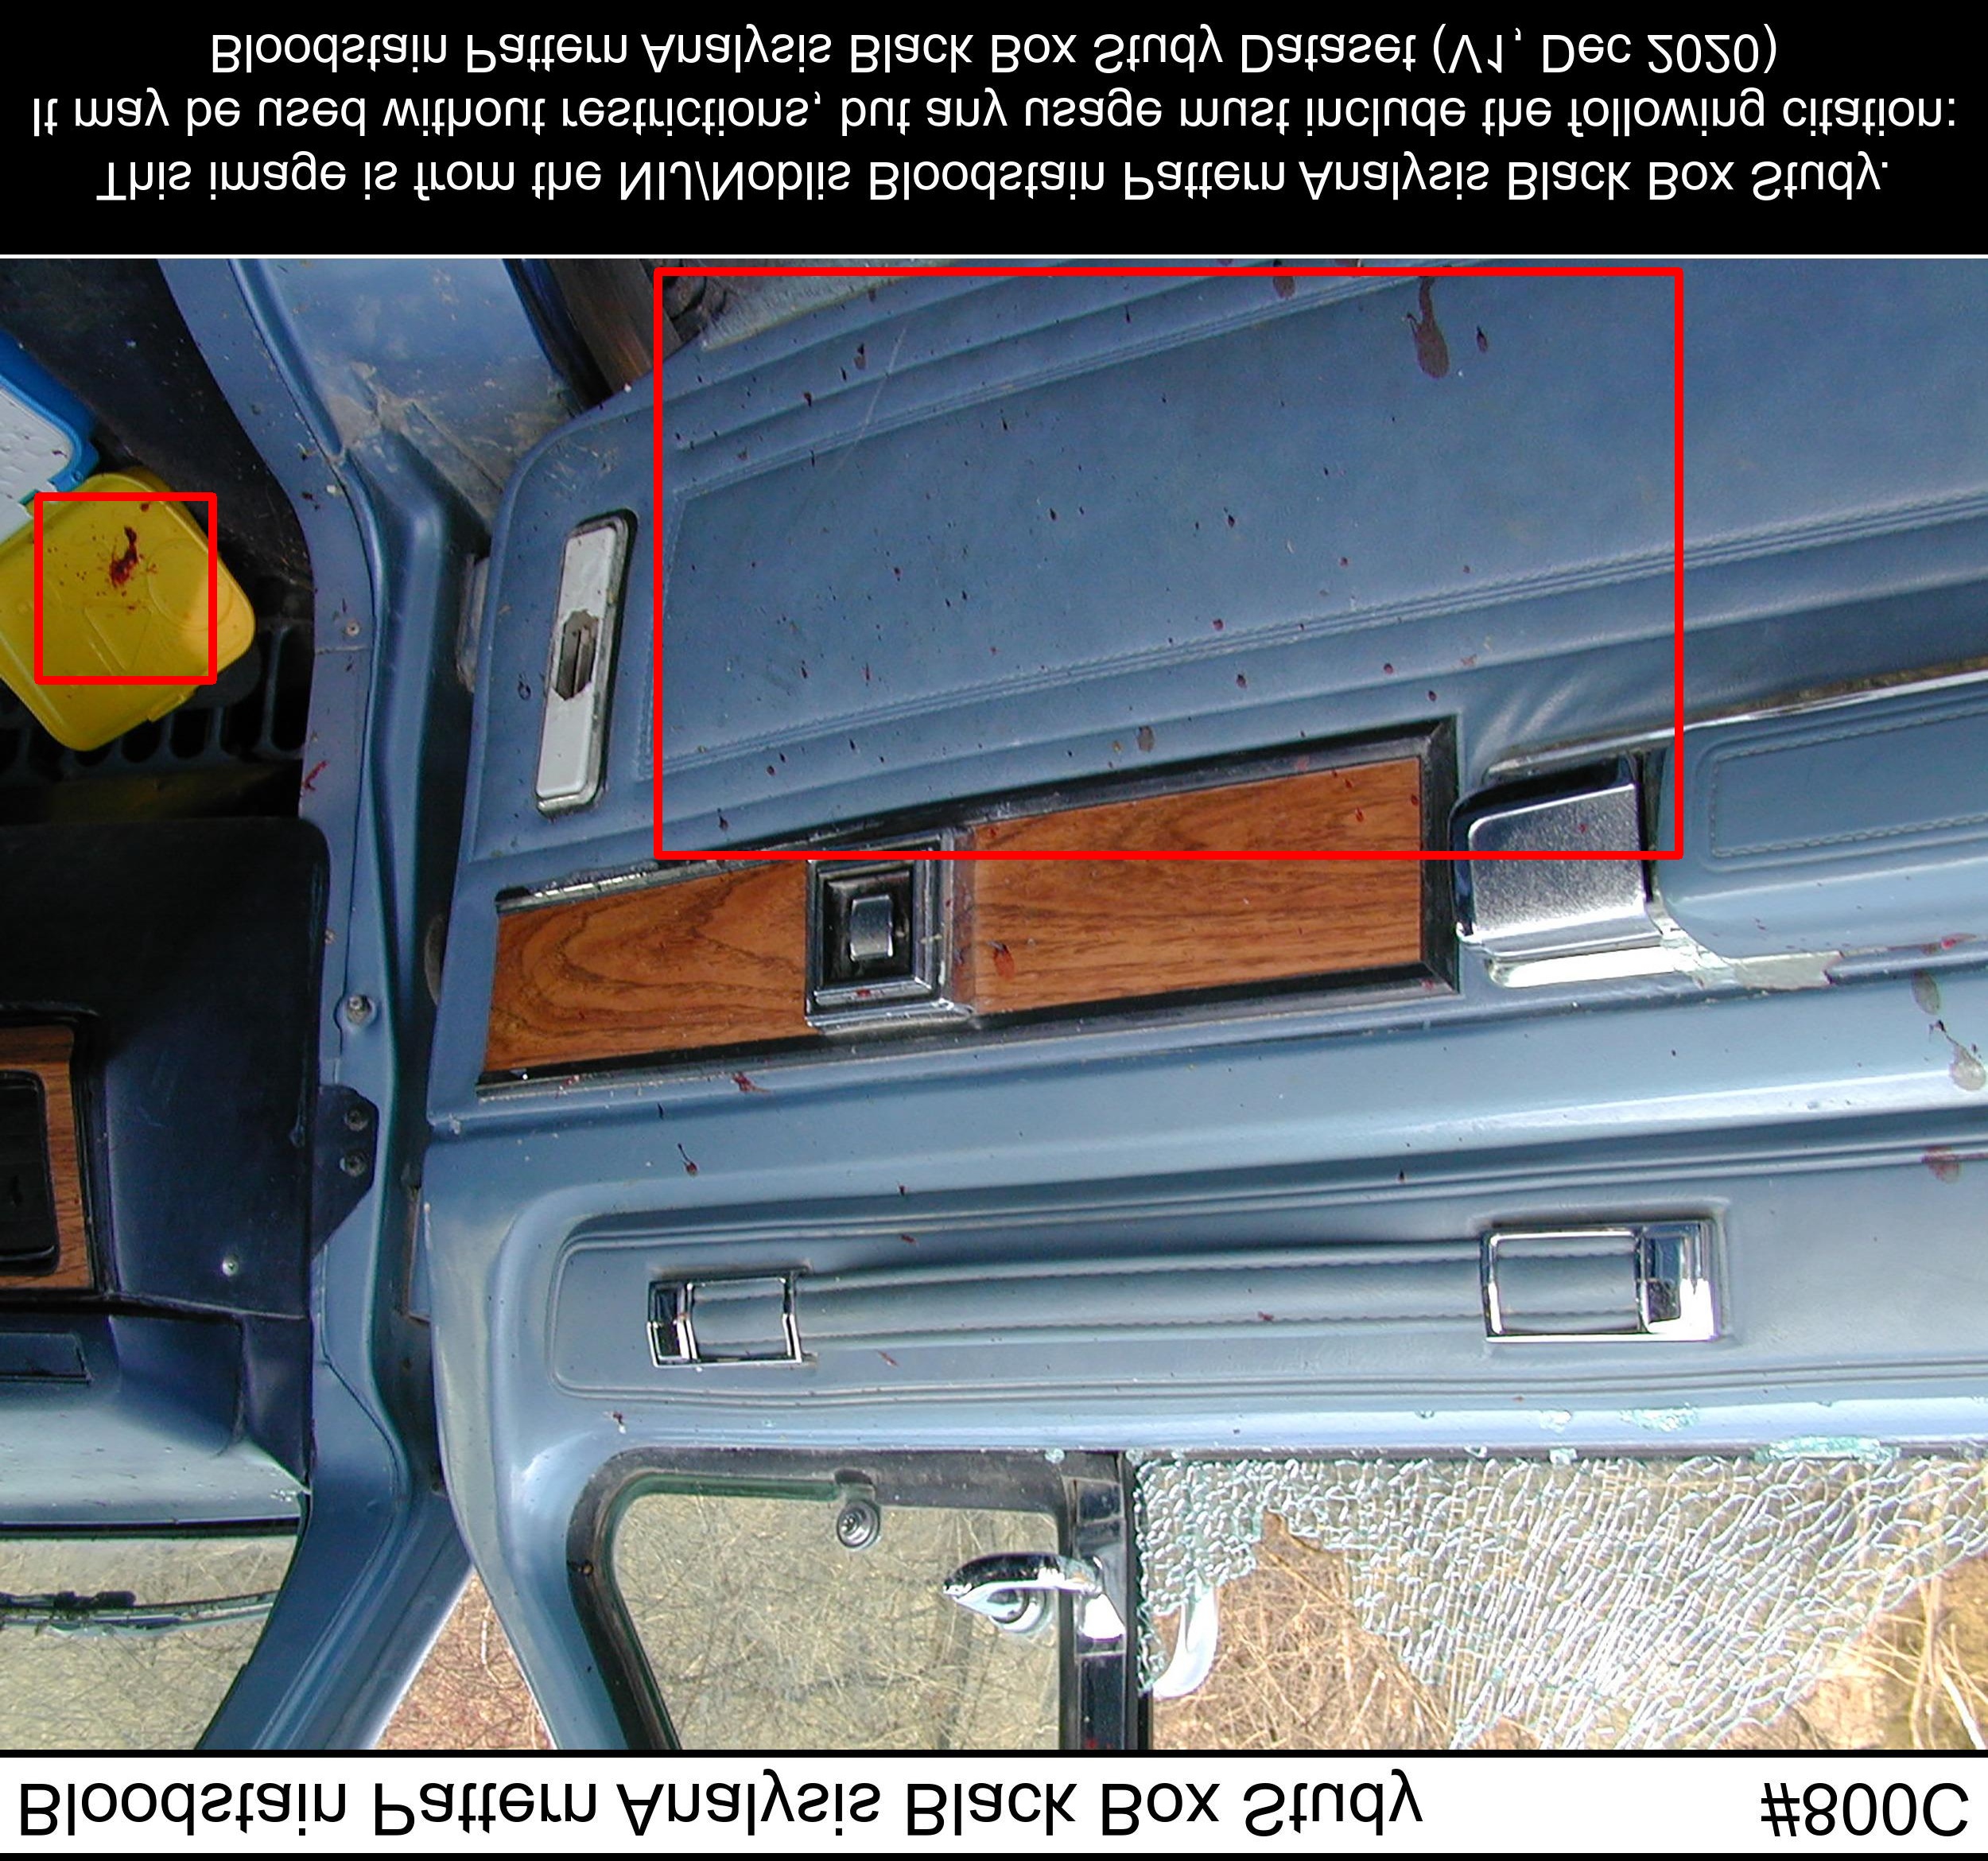 Bloodstain Pattern Analysis Black Box Study #800C
This image is from the NIJ/Noblis Bloodstain Pattern Analysis Black Box Study.
It may be used without restrictions, but any usage must include the following citation:
Bloodstain Pattern Analysis Black Box Study Dataset (V1, Dec 2020)